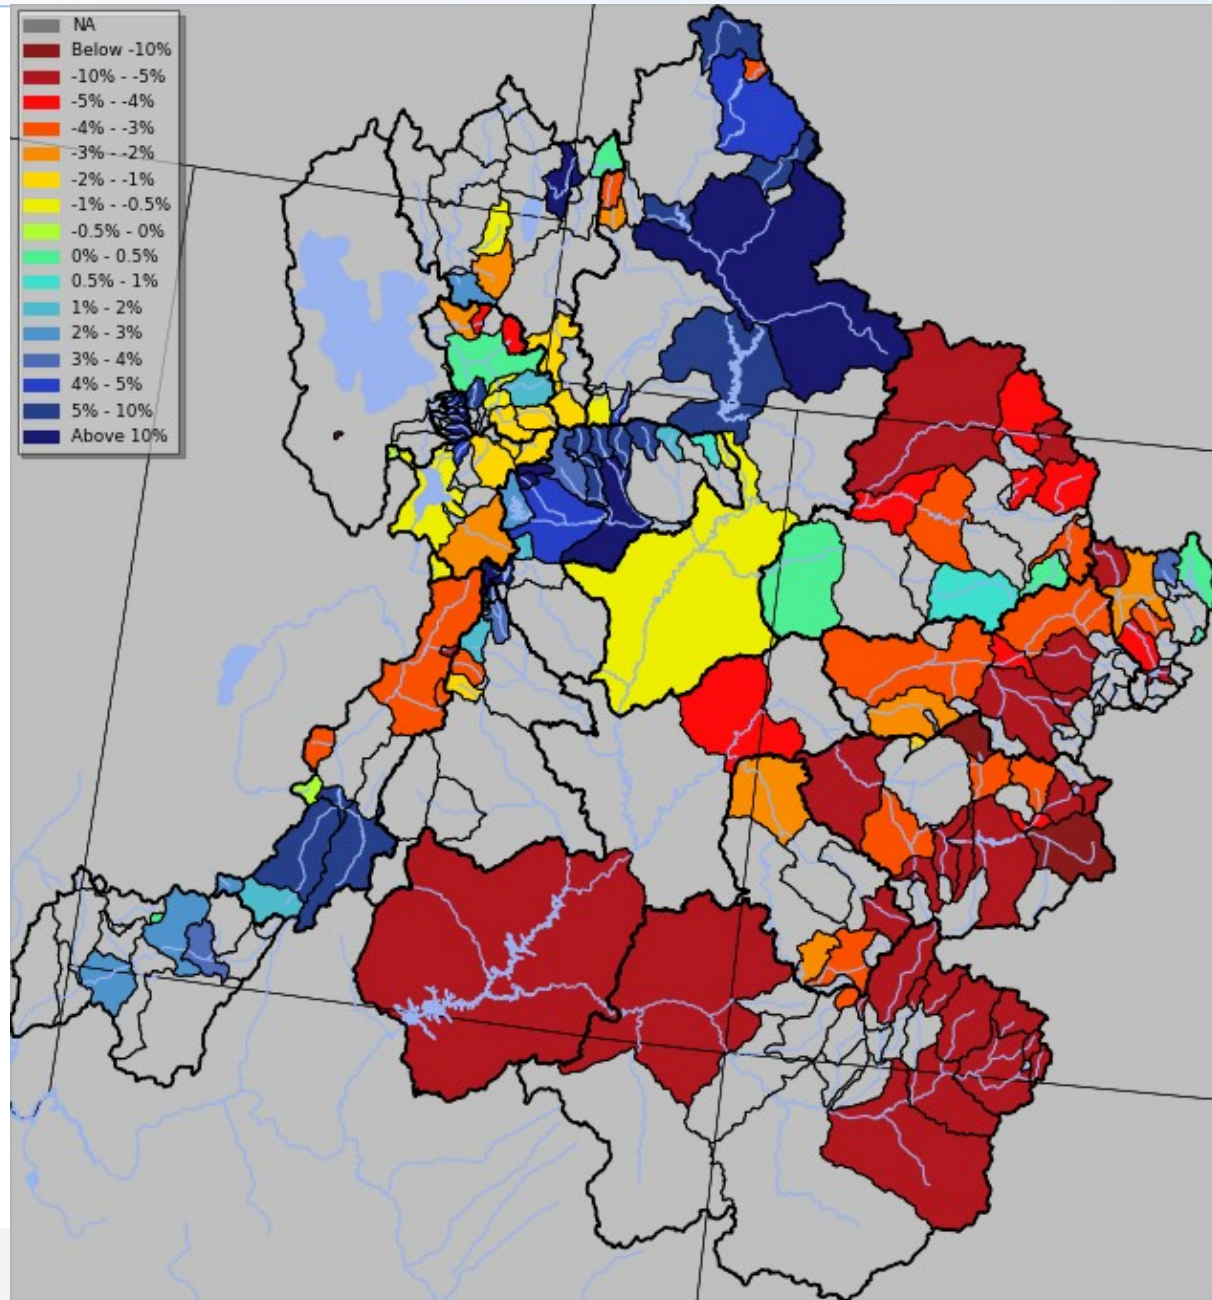 NA
Below -10%
-10% - -5%
-5% - -4%
-4% - -3%
-3% - -2%
-2% - -1%
-1% - -0.5%
-0.5% - 0%
0% - 0.5%
0.5% - 1%
1% - 2%
2% - 3%
3% - 4%
4% - 5%
5% - 10%
Above 10%